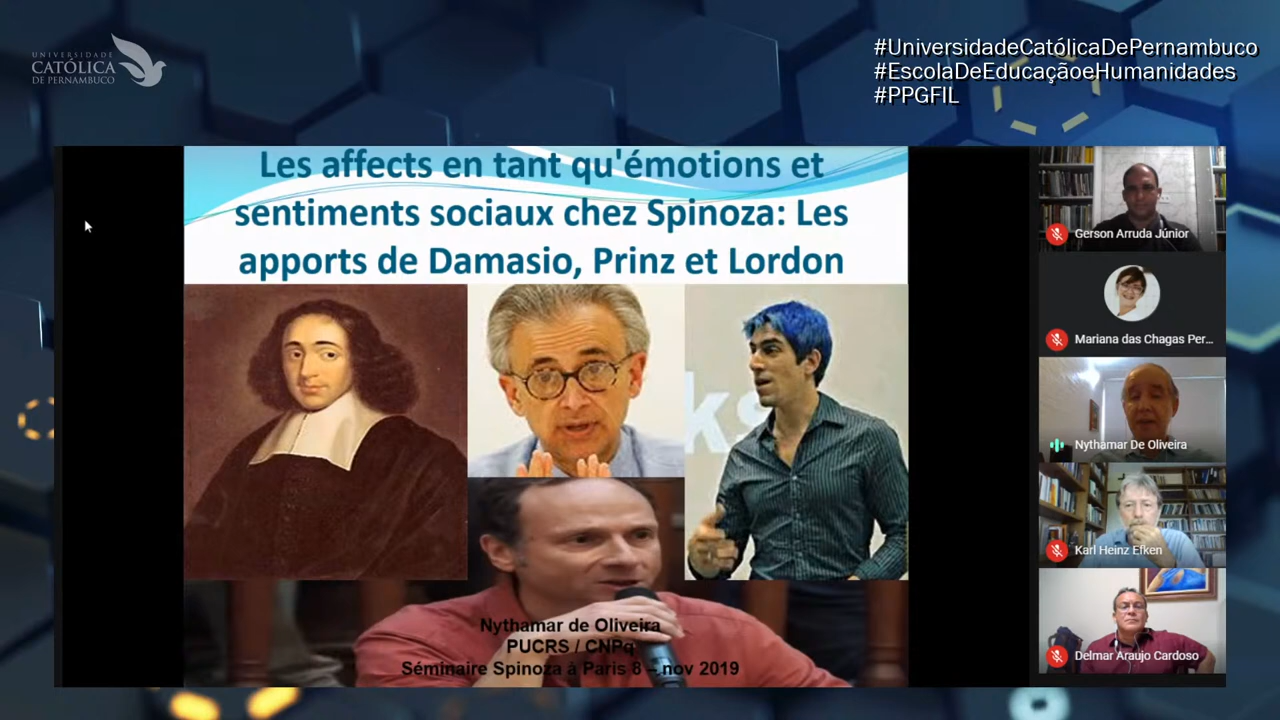 UNIVERSIDADE
CATÓLICA
DE PERNAMBUCO
#UniversidadeCatólicaDePernambuco
#EscolaDeEducaçãoeHumanidades
#PPGFIL
Les affects en tant qu'émotions et
sentiments sociaux chez Spinoza: Les
apports de Damasio, Prinz et Lordon
ks
Nythamar de Oliveira
PUCRS / CNPq
Séminaire Spinoza à Paris 8 – nov 2019
Gerson Arruda Júnior
Mariana das Chagas Per...
Nythamar De Oliveira
Karl Heinz Efken
Delmar Araujo Cardoso